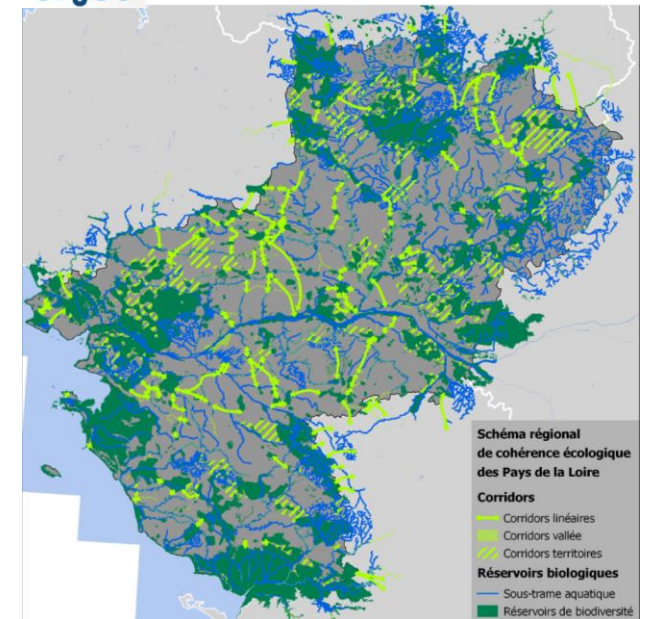 Schéma régional
de cohérence écologique
des Pays de la Loire
Corridors
Corridors linéaires
Corridors vallée
Corridors territoires
Réservoirs biologiques
Sous-trame aquatique
Réservoirs de biodiversité